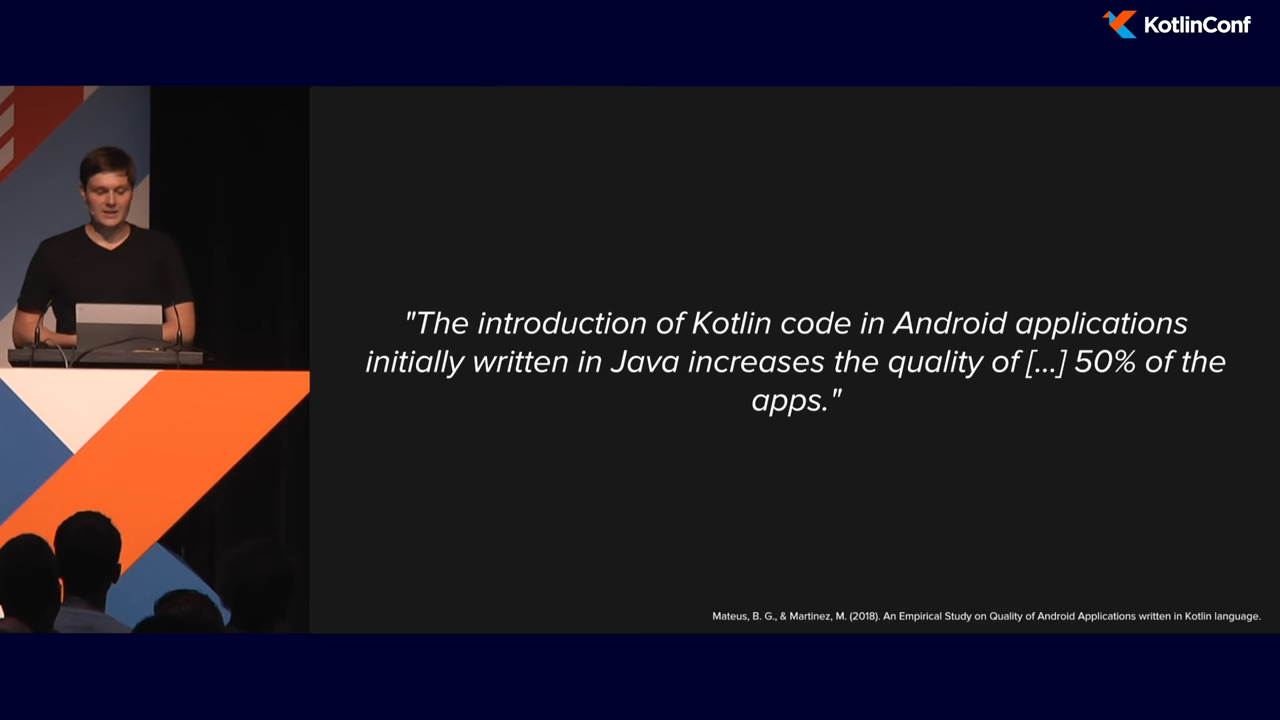 KotlinConf
"The introduction of Kotlin code in Android applications
initially written in Java increases the quality of [...] 50% of the
apps."
Mateus, B. G., & Martinez, M. (2018). An Empirical Study on Quality of Android Applications written in Kotlin language.